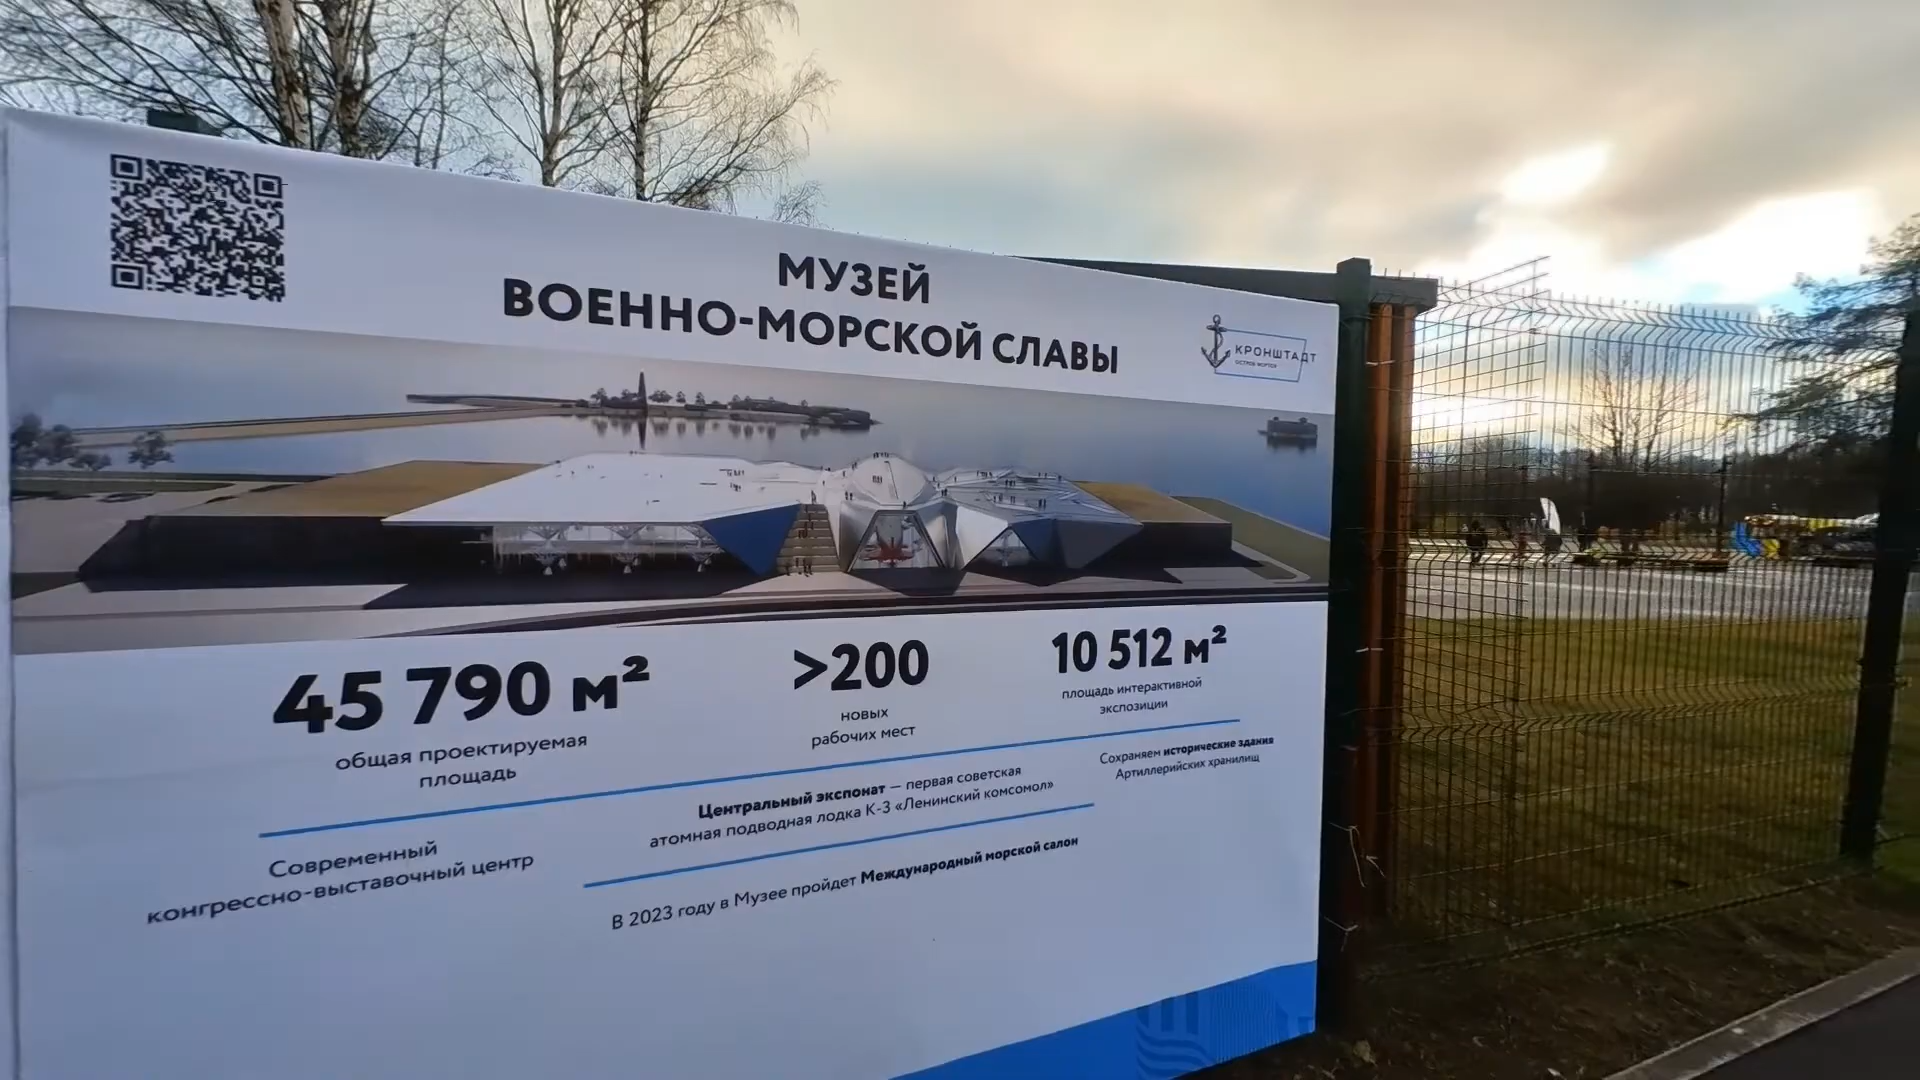 МУЗЕЙ
ВОЕННО-МОРСКОЙ СЛАВЫ
КРОНШТАДТ
ОСТРОВ ФОРТОВ
45 790 м²
общая проектируемая
площадь
>200
новых
рабочих мест
10 512 м²
площадь интерактивной
экспозиции
Современный
конгрессно-выставочный центр
Центральный экспонат — первая советская
атомная подводная лодка К-3 «Ленинский комсомол»
Сохраняем исторические здания
Артиллерийских хранилищ
В 2023 году в Музее пройдет Международный морской салон